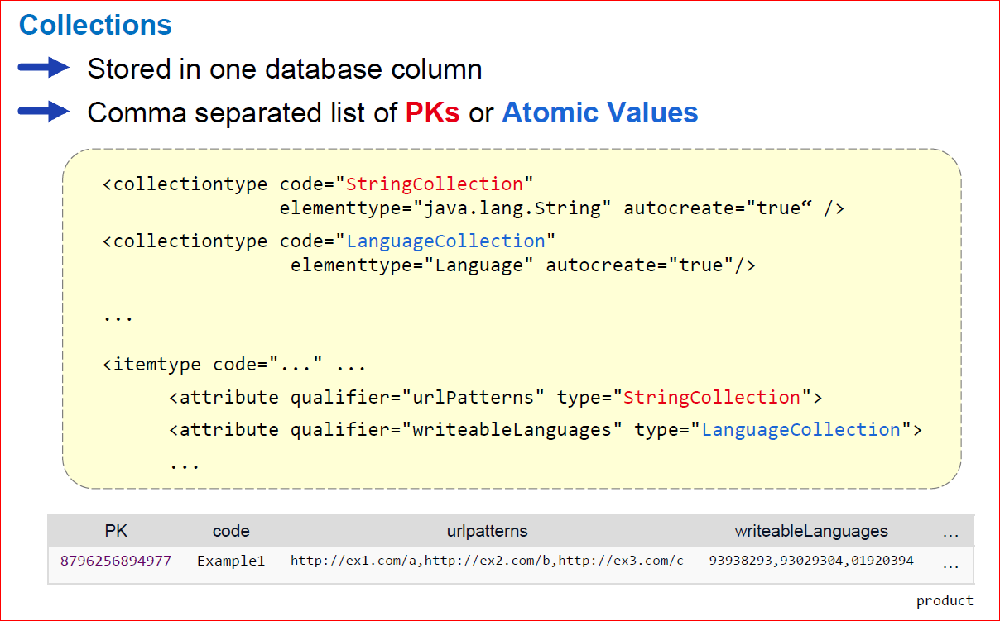 Collections
Stored in one database column
Comma separated list of PKs or Atomic Values
<collectiontype code="StringCollection"
elementtype="java.lang.String" autocreate="true“ />
<collectiontype code="LanguageCollection"
elementtype="Language" autocreate="true"/>
...
<itemtype code="..." ...
<attribute qualifier="urlPatterns" type="StringCollection">
<attribute qualifier="writeableLanguages" type="LanguageCollection">
...
PK code urlpatterns writeableLanguages ...
8796256894977 Example1 http://ex1.com/a,http://ex2.com/b,http://ex3.com/c 93938293,93029304,01920394 ...
product